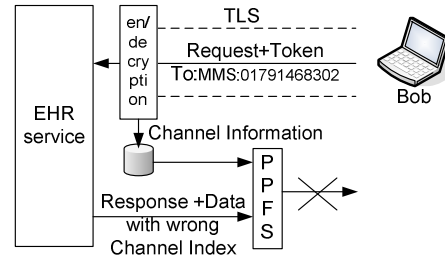 TLS
en/
de
cry
pti
on
Request+Token
To:MMS:01791468302
Bob
EHR
service
Channel Information
P
P
F
S
Response +Data
with wrong
Channel Index